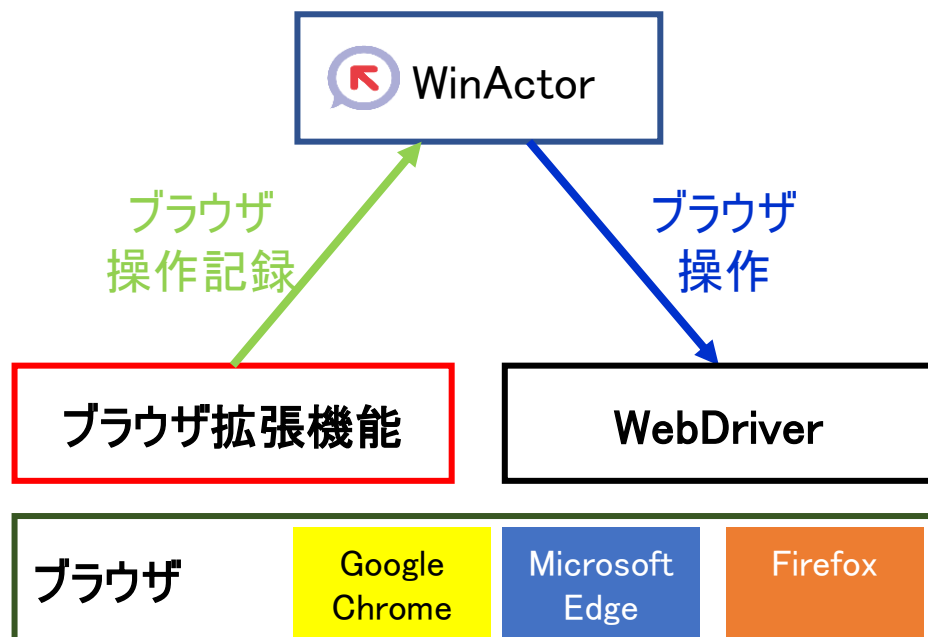 WinActor
ブラウザ
操作記録
ブラウザ
操作
ブラウザ拡張機能
WebDriver
ブラウザ
Google
Chrome
Microsoft
Edge
Firefox